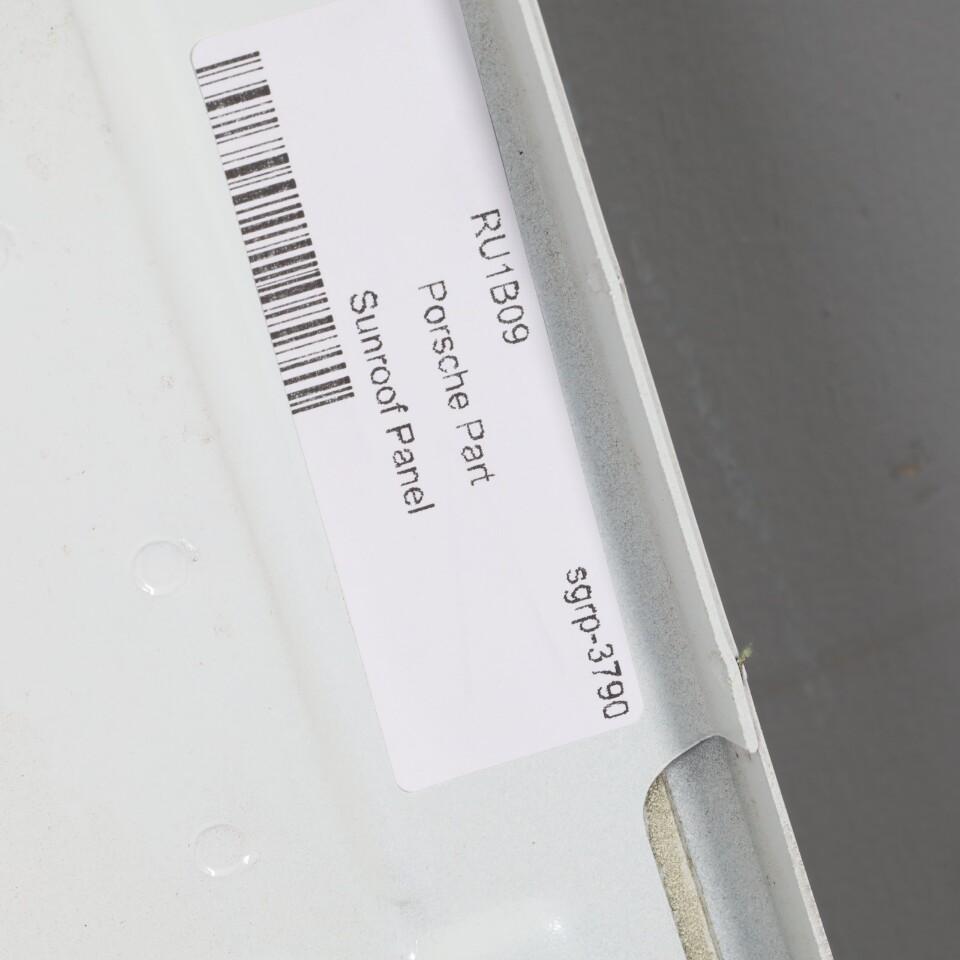 RU1B09
sgrp-3790
Porsche Part
Sunroof Panel